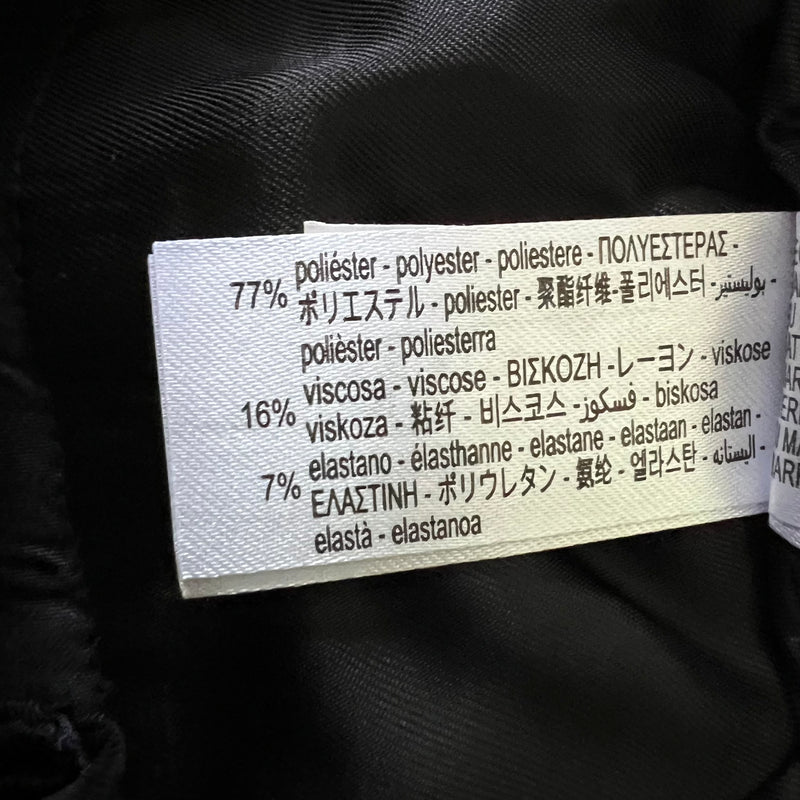 77% poliéster - polyester - poliestere - ΠΟΛΥΕΣΤΕΡΑΣ -
ポリエステル - poliester - 聚酯纤维-폴리에스터 -بوليستير -
polièster - poliesterra
16% viscosa - viscose - ΒΙΣΚΟΖΗ -レーヨン - viskose
viskoza - 粘纤 - 비스코스 -فسكوز - biskosa
7% elastano - élasthanne - elastane - elastaan - elastan -
ΕΛΑΣΤΙΝΗ - ポリウレタン - 氨纶 - 엘라스탄 - البستانه -
elastà - elastanoa